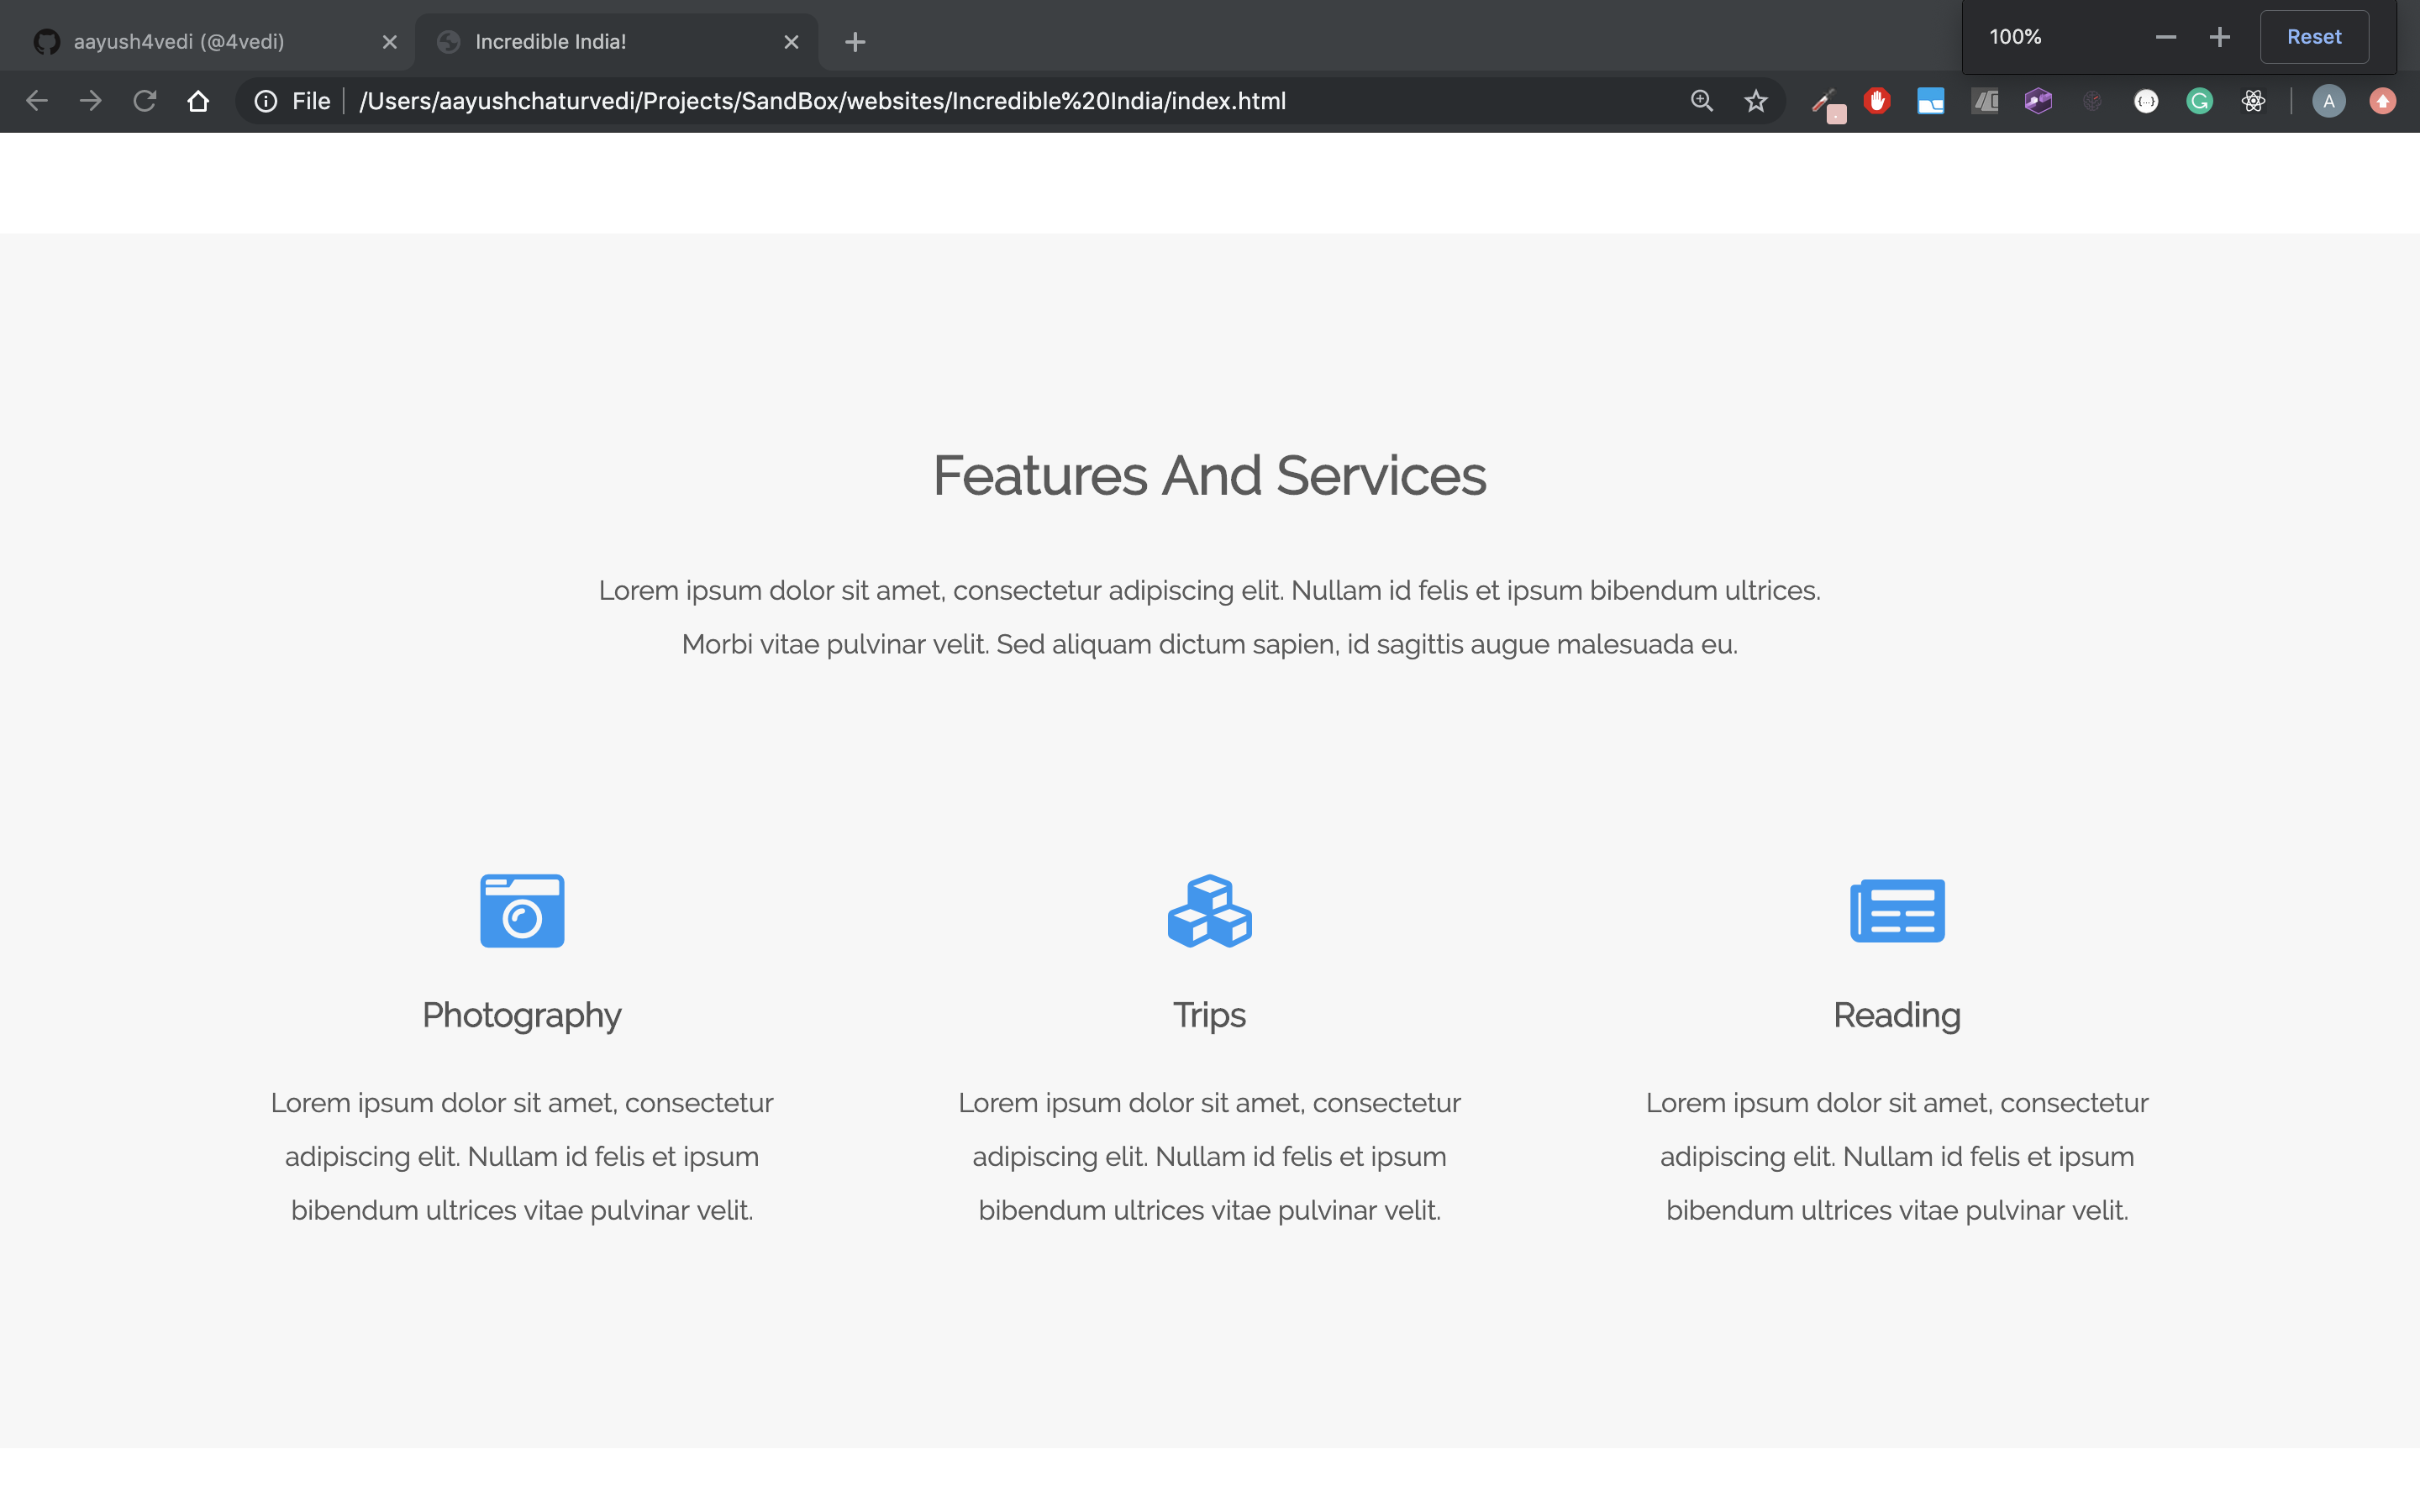 aayush4vedi (@4vedi)
Incredible India!
100%
Reset
File
/Users/aayushchaturvedi/Projects/SandBox/websites/Incredible%20India/index.html
A
Features And Services
Lorem ipsum dolor sit amet, consectetur adipiscing elit. Nullam id felis et ipsum bibendum ultrices.
Morbi vitae pulvinar velit. Sed aliquam dictum sapien, id sagittis augue malesuada eu.
Photography
Trips
Reading
Lorem ipsum dolor sit amet, consectetur
adipiscing elit. Nullam id felis et ipsum
bibendum ultrices vitae pulvinar velit.
Lorem ipsum dolor sit amet, consectetur
adipiscing elit. Nullam id felis et ipsum
bibendum ultrices vitae pulvinar velit.
Lorem ipsum dolor sit amet, consectetur
adipiscing elit. Nullam id felis et ipsum
bibendum ultrices vitae pulvinar velit.